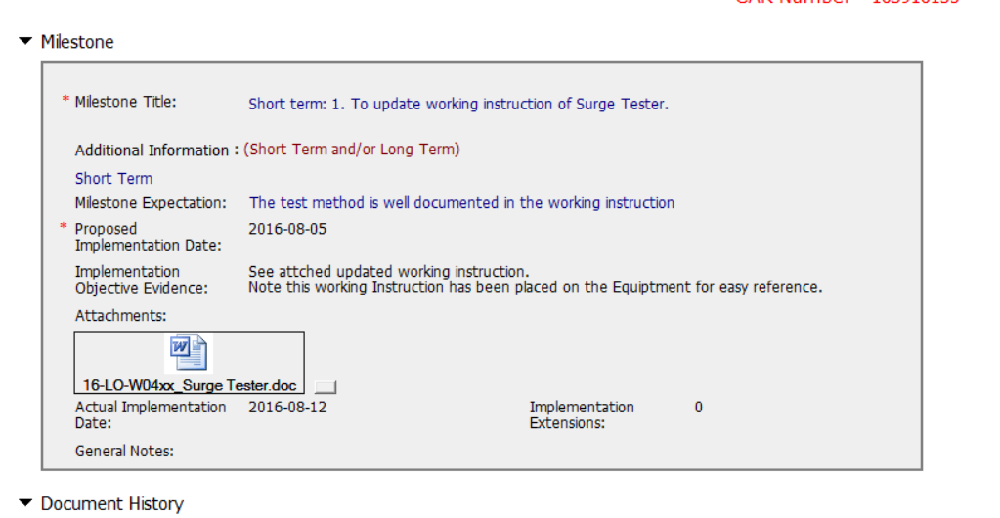 ▼ Milestone
* Milestone Title: Short term: 1. To update working instruction of Surge Tester.
Additional Information : (Short Term and/or Long Term)
Short Term
Milestone Expectation: The test method is well documented in the working instruction
* Proposed 2016-08-05
Implementation Date:
Implementation See attched updated working instruction.
Objective Evidence: Note this working Instruction has been placed on the Equiptment for easy reference.
Attachments:
16-LO-W04xx_Surge Tester.doc
Actual Implementation 2016-08-12 Implementation 0
Date: Extensions:
General Notes:
▼ Document History